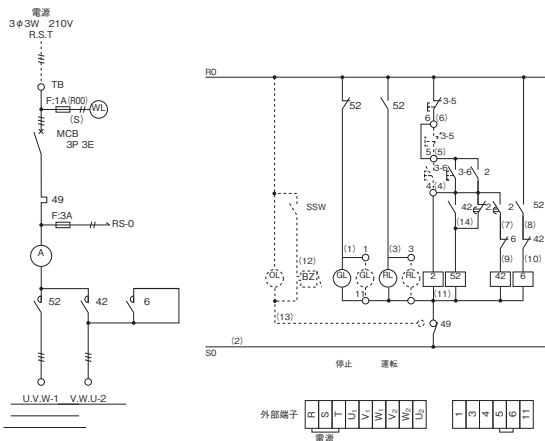 電源
3φ3W 210V
R.S.T
TB
F:1A(R00)
WL
(S)
MCB
3P 3E
49
F:3A
RS-0
A
52
42
6
U.V.W-1 V.W.U-2
R0
3-5
52
52
6 (6)
3-5
5 (5)
3-6
3-6
2
4 (4)
SSW
42
2
2
52
(14)
(7)
(8)
(12)
(1)
1
(3)
3
6
42
(9)
(10)
OL
BZ
GL
GL
RL
RL
2
52
42
6
11
(11)
(13)
49
(2)
S0
停止
運転
外部端子
R
S
T
U1
V1
W1
V2
W2
U2
電源
1
3
4
5
6
11